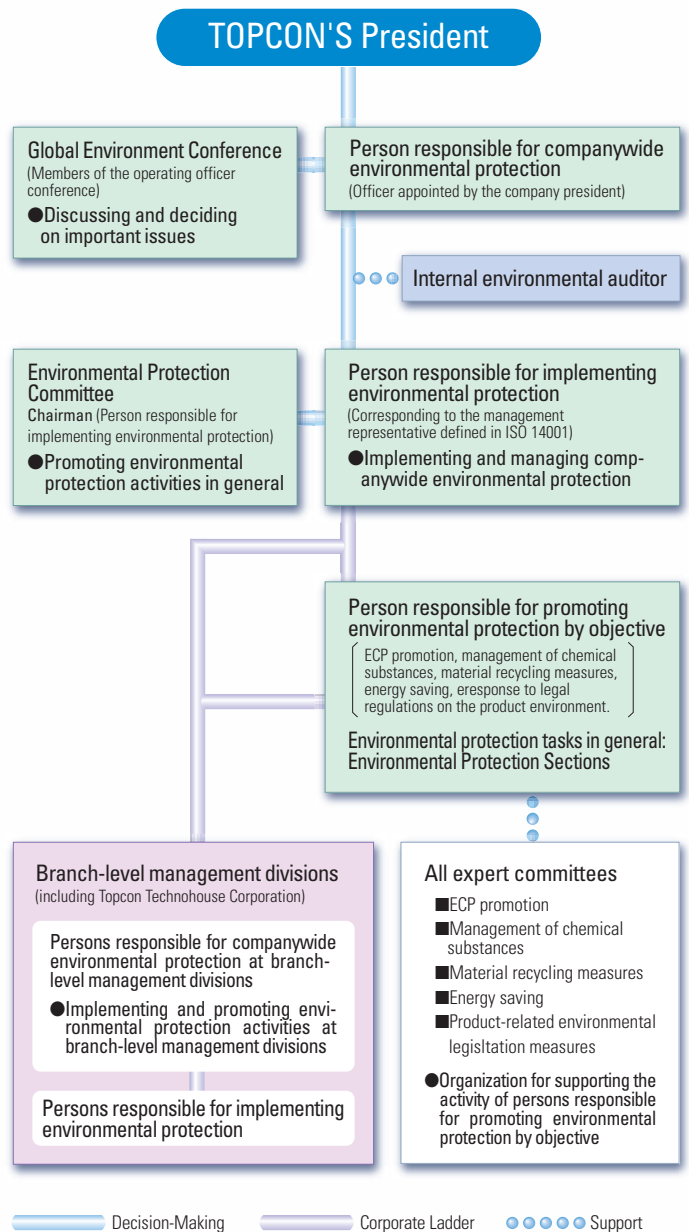 TOPCON'S President
Global Environment Conference
(Members of the operating officer
conference)
●Discussing and deciding
on important issues
Person responsible for companywide
environmental protection
(Officer appointed by the company president)
Internal environmental auditor
Environmental Protection
Committee
Chairman (Person responsible for
implementing environmental protection)
●Promoting environmental
protection activities in general
Person responsible for implementing
environmental protection
(Corresponding to the management
representative defined in ISO 14001)
●Implementing and managing comp-
anywide environmental protection
Person responsible for promoting
environmental protection by objective
ECP promotion, management of chemical
substances, material recycling measures,
energy saving, eresponse to legal
regulations on the product environment.
Environmental protection tasks in general:
Environmental Protection Sections
Branch-level management divisions
(including Topcon Technohouse Corporation)
Persons responsible for companywide
environmental protection at branch-
level management divisions
●Implementing and promoting envi-
ronmental protection activities at
branch-level management divisions
Persons responsible for implementing
environmental protection
All expert committees
■ECP promotion
■Management of chemical
substances
■Material recycling measures
■Energy saving
■Product-related environmental
legisltation measures
●Organization for supporting the
activity of persons responsible
for promoting environmental
protection by objective
Decision-Making
Corporate Ladder
Support